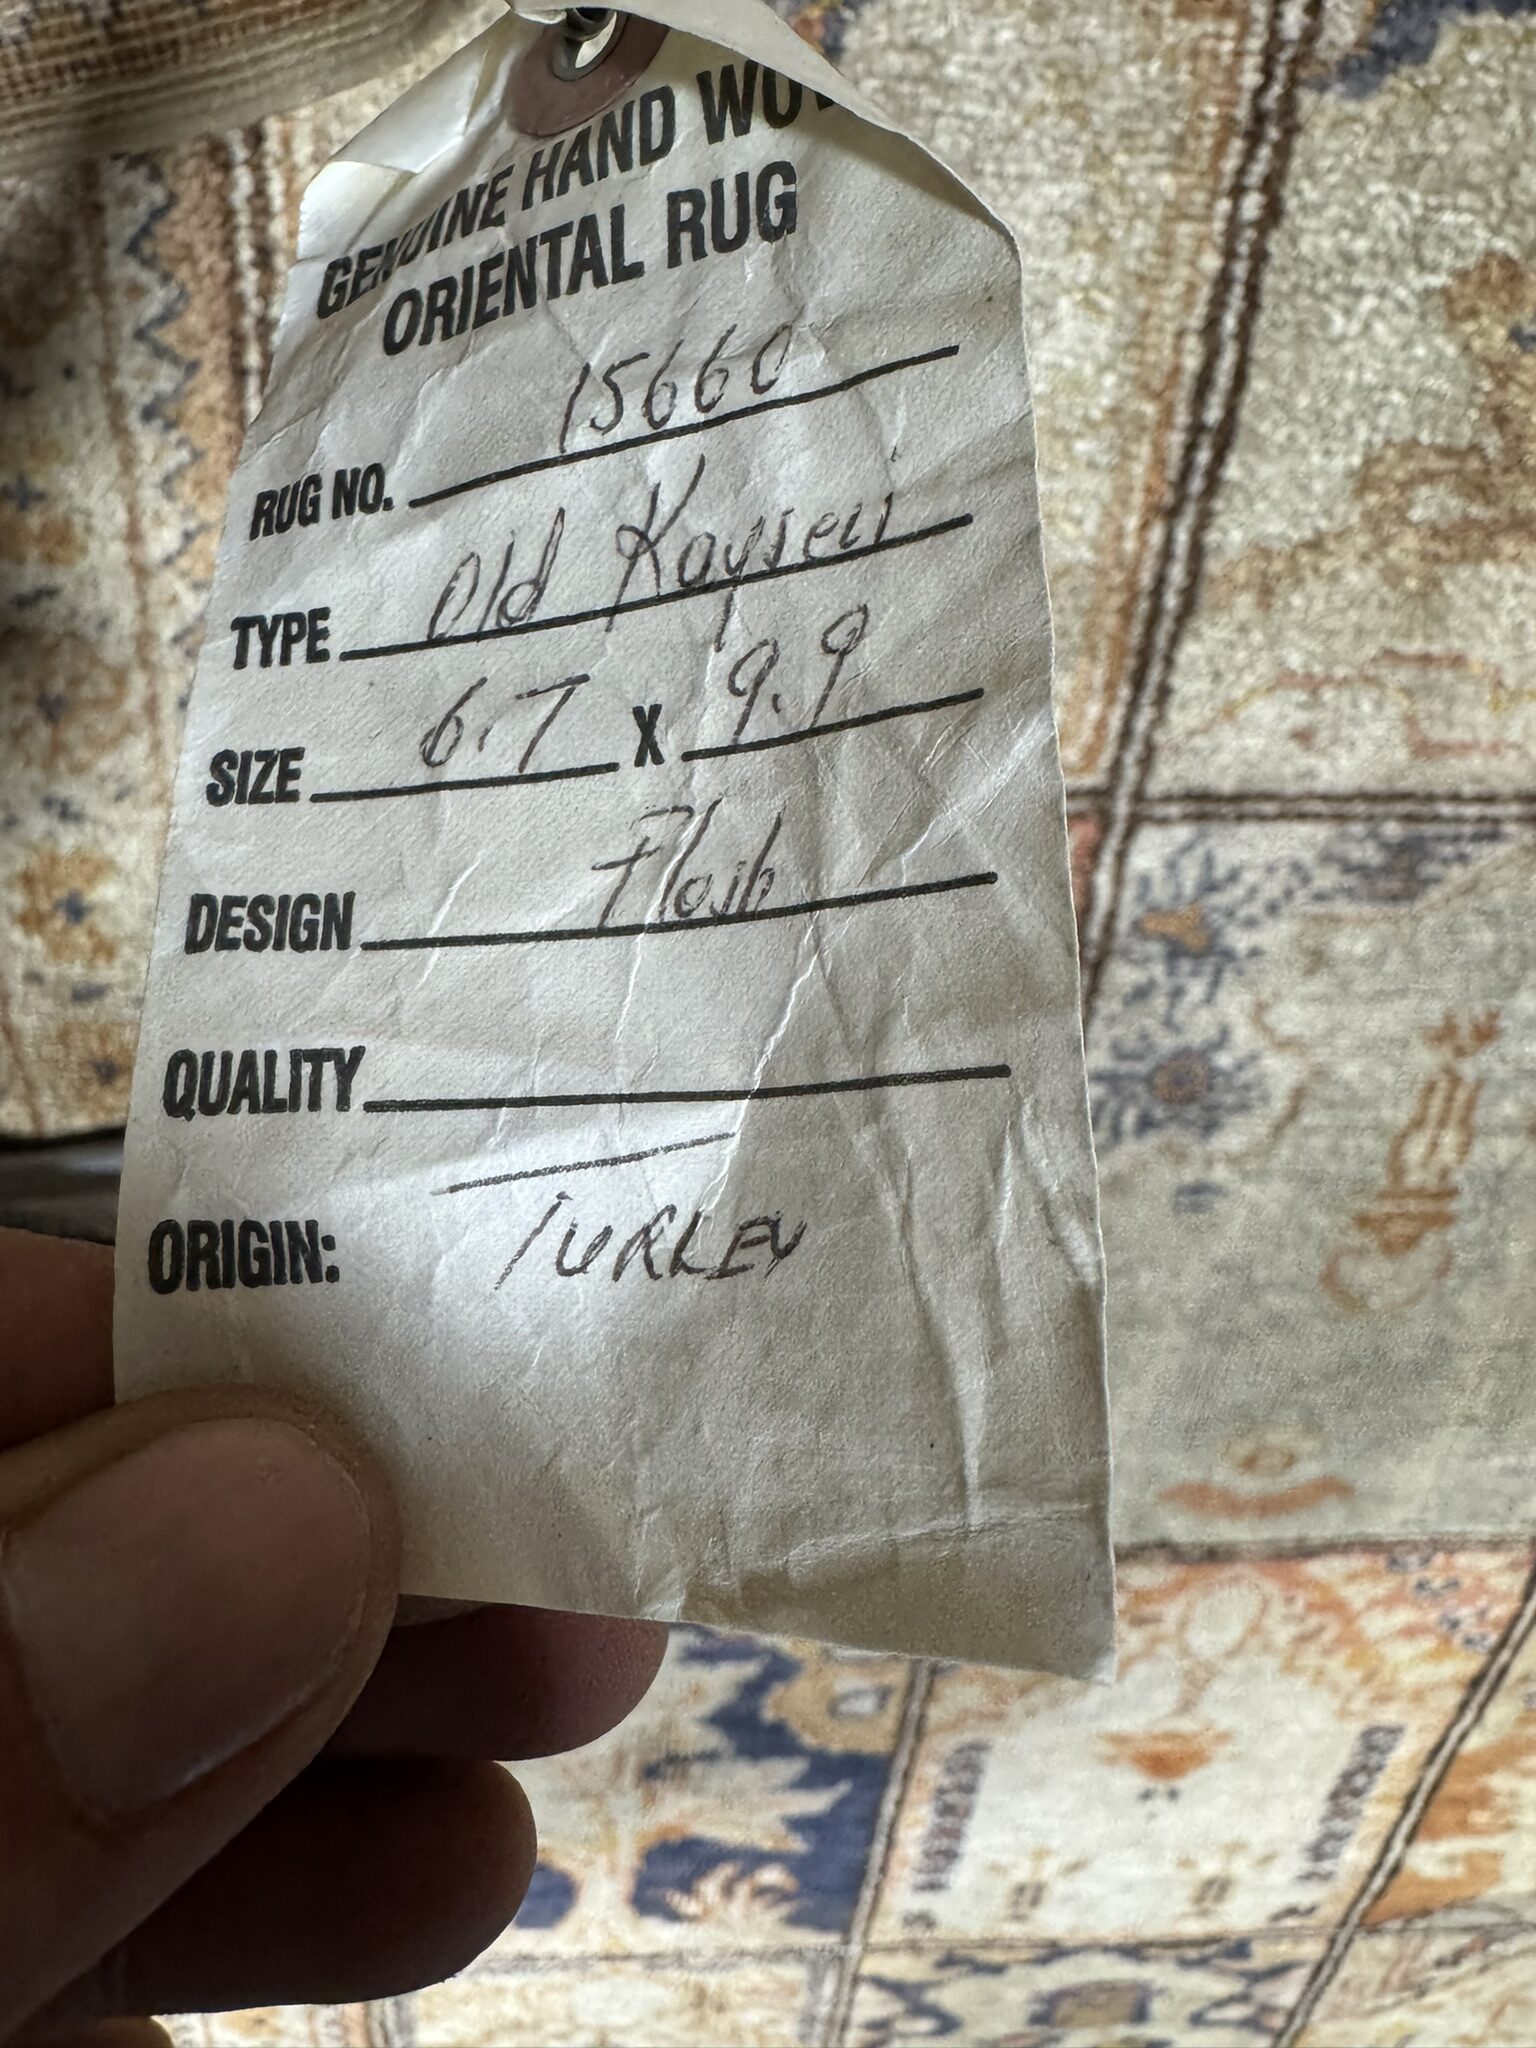 GENUINE HAND WOV
ORIENTAL RUG
RUG NO. 15660
TYPE Old Kayseri
SIZE 6.7 X 9.9
DESIGN Flosh
QUALITY
ORIGIN: TURKEY